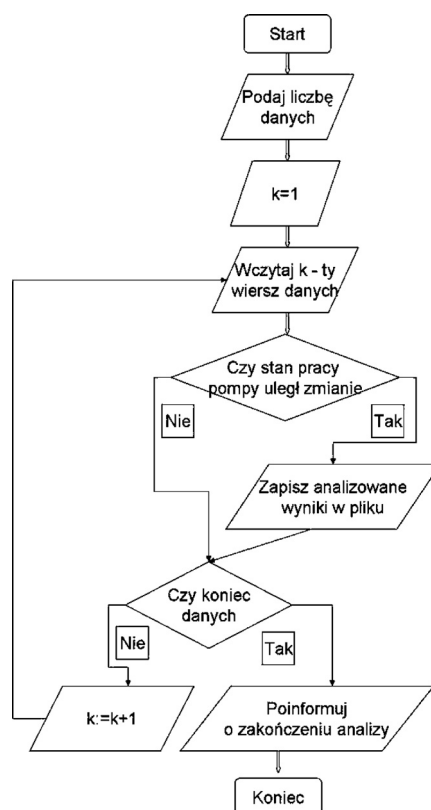 Start
Podaj liczbę
danych
k=1
Wczytaj k - ty
wiersz danych
Czy stan pracy
pompy uległ zmianie
Nie
Tak
Zapisz analizowane
wyniki w pliku
Czy koniec
danych
Nie
Tak
k:=k+1
Poinformuj
o zakończeniu analizy
Koniec